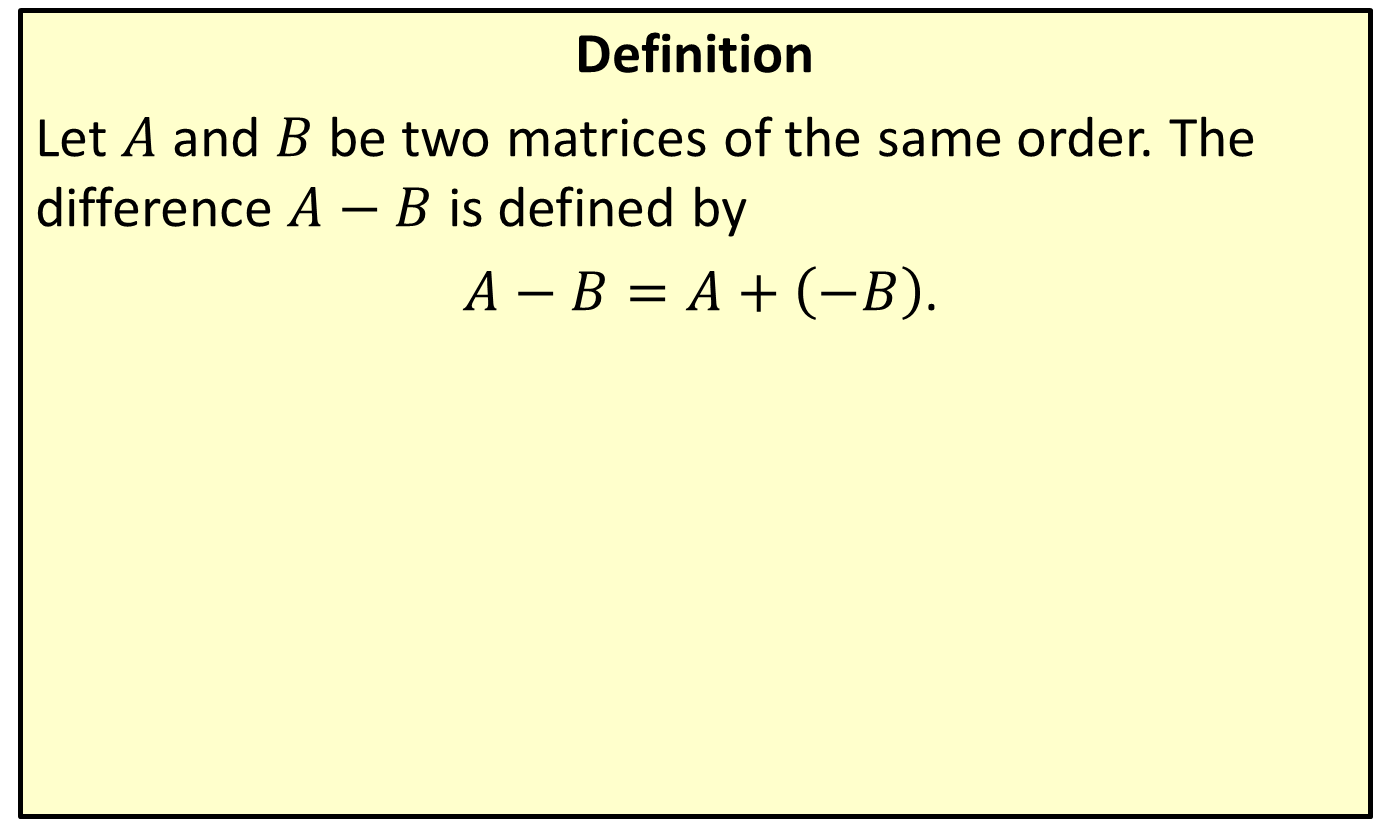 Definition
Let A and B be two matrices of the same order. The
difference A − B is defined by
A − B = A + (−B).